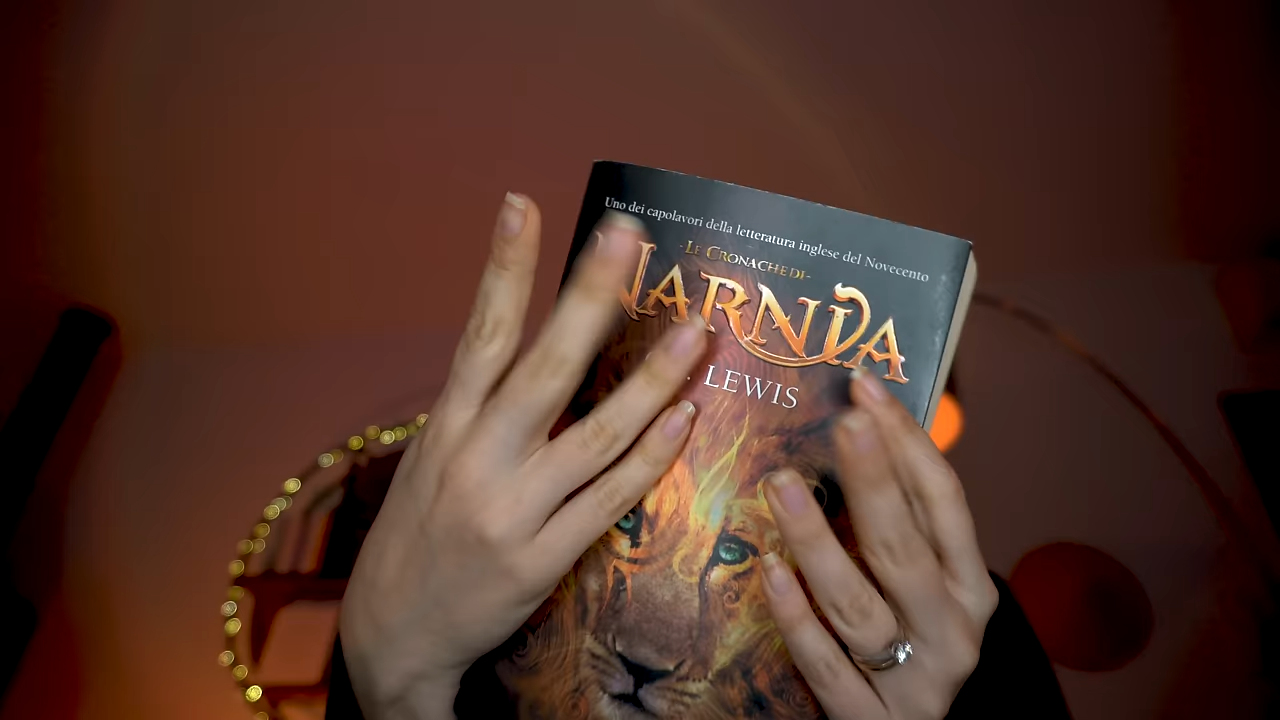 Uno dei capolavori della letteratura inglese del Novecento
-LE CRONACHE DI-
NARNIA
. LEWIS